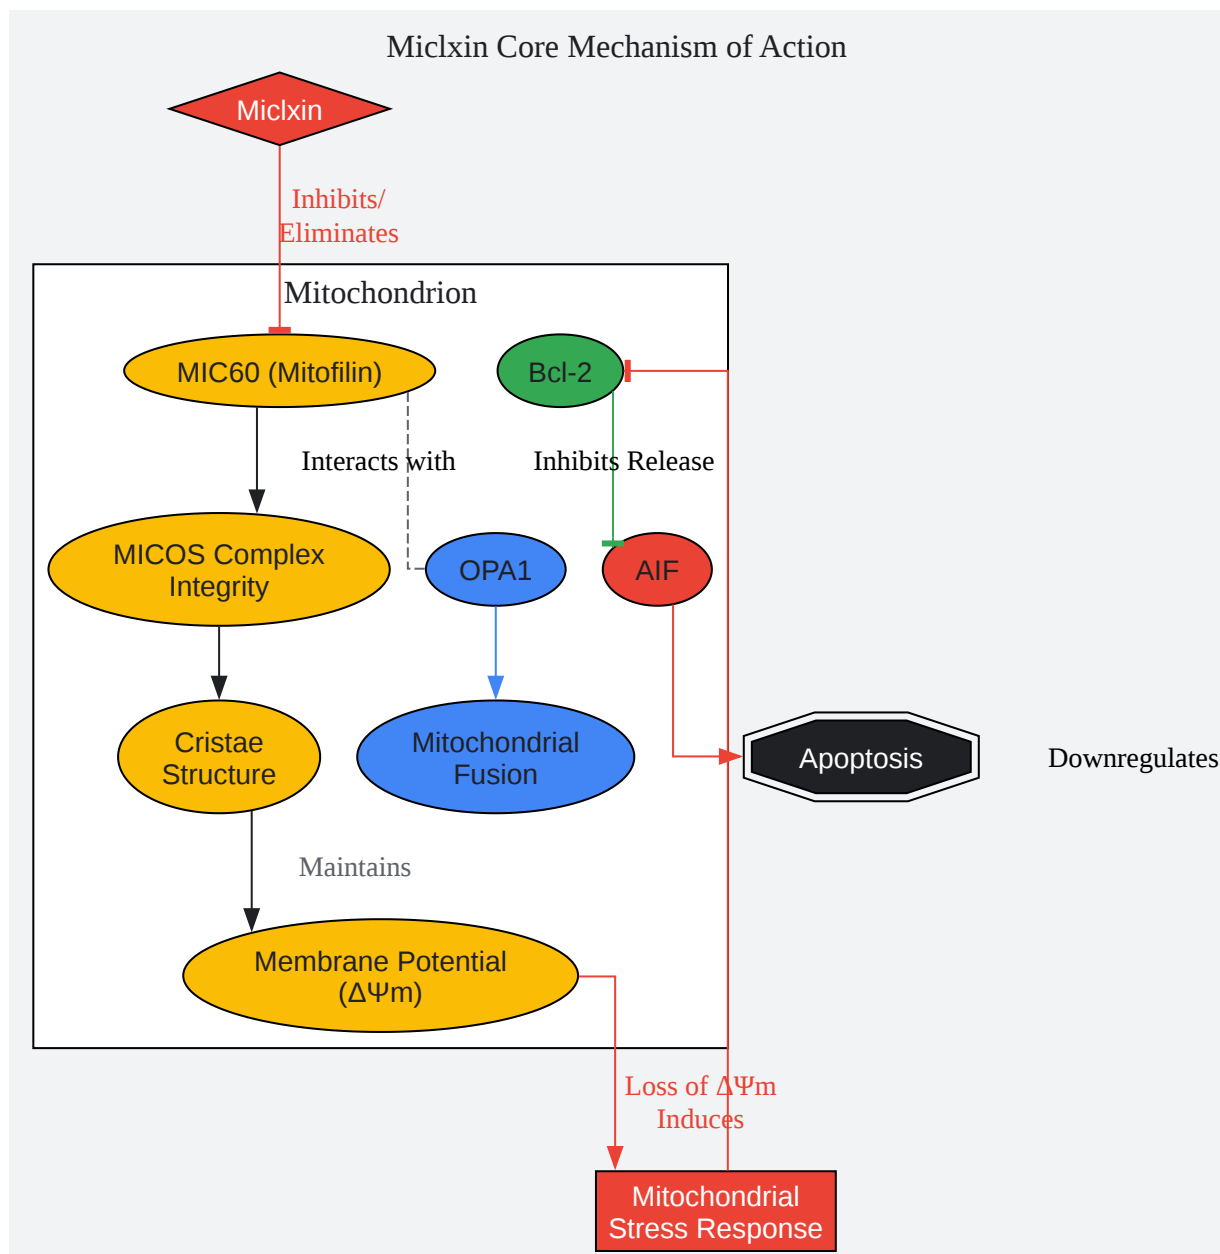 Miclxin Core Mechanism of Action
Miclxin
Inhibits/
Eliminates
Mitochondrion
MIC60 (Mitofilin)
Bcl-2
Interacts with
Inhibits Release
MICOS Complex
Integrity
OPA1
AIF
Cristae
Structure
Mitochondrial
Fusion
Apoptosis
Downregulates
Maintains
Membrane Potential
(ΔΨm)
Loss of ΔΨm
Induces
Mitochondrial
Stress Response